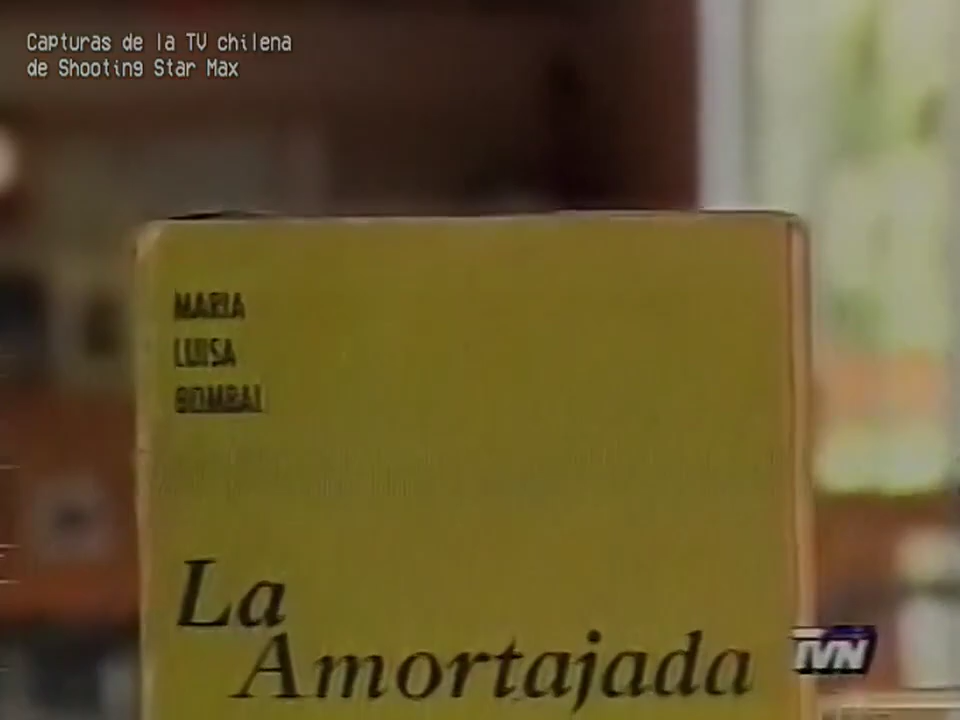 Capturas de la TV chilena
de Shooting Star Max
MARIA
LUISA
BOMBAL
La
Amortajada
TVN